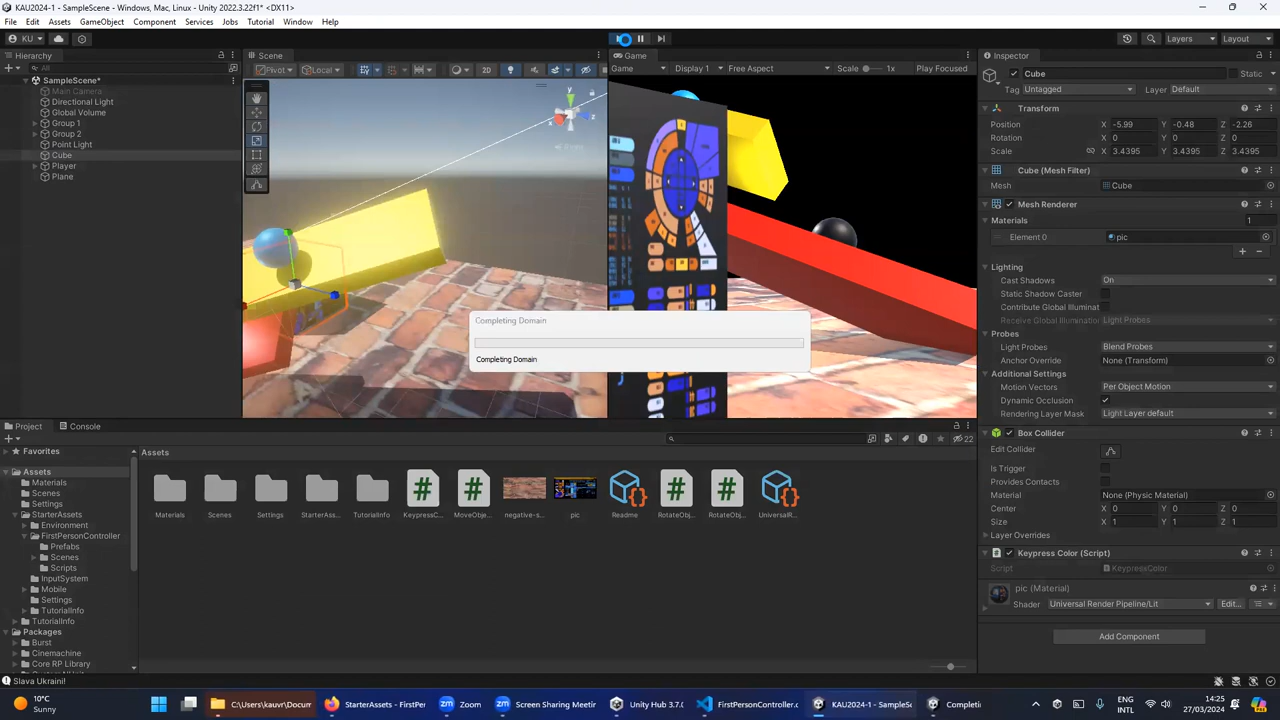 KAU2024-1 - SampleScene - Windows, Mac, Linux - Unity 2022.3.22f1* <DX11>
File Edit Assets GameObject Component Services Jobs Tutorial Window Help
KU
Layers
Layout
Hierarchy
All
SampleScene*
Main Camera
Directional Light
Global Volume
Group 1
Group 2
Point Light
Cube
Player
Plane
Scene
Pivot
Local
2D
y
x
z
Game
Game
Display 1
Free Aspect
Scale
1x
Play Focused
Completing Domain
Completing Domain
Inspector
Cube
Static
Tag Untagged
Layer Default
Transform
Position X -5.99 Y -0.48 Z -2.26
Rotation X 0 Y 0 Z 0
Scale X 3.4395 Y 3.4395 Z 3.4395
Cube (Mesh Filter)
Mesh Cube
Mesh Renderer
Materials 1
Element 0 pic
Lighting
Cast Shadows On
Static Shadow Caster
Contribute Global Illuminat
Receive Global Illumination Light Probes
Probes
Light Probes Blend Probes
Anchor Override None (Transform)
Additional Settings
Motion Vectors Per Object Motion
Dynamic Occlusion
Rendering Layer Mask Light Layer default
Box Collider
Edit Collider
Is Trigger
Provides Contacts
Material None (Physic Material)
Center X 0 Y 0 Z 0
Size X 1 Y 1 Z 1
Layer Overrides
Keypress Color (Script)
Script KeypressColor
pic (Material)
Shader Universal Render Pipeline/Lit Edit...
Add Component
Project
Console
22
Favorites
Assets
Materials
Scenes
Settings
StarterAssets
Environment
FirstPersonController
Prefabs
Scenes
Scripts
InputSystem
Mobile
Settings
TutorialInfo
TutorialInfo
Packages
Burst
Cinemachine
Core RP Library
Assets
Materials
Scenes
Settings
StarterAss...
TutorialInfo
KeypressC...
MoveObje...
negative-s...
pic
Readme
RotateObj...
RotateObj...
UniversalR...
Slava Ukraini!
10°C
Sunny
C:\Users\kauvr\Docum
StarterAssets - FirstPers
Zoom
Screen Sharing Meetin
Unity Hub 3.7.0
FirstPersonController.c
KAU2024-1 - SampleSc
Completin
ENG
INTL
14:25
27/03/2024